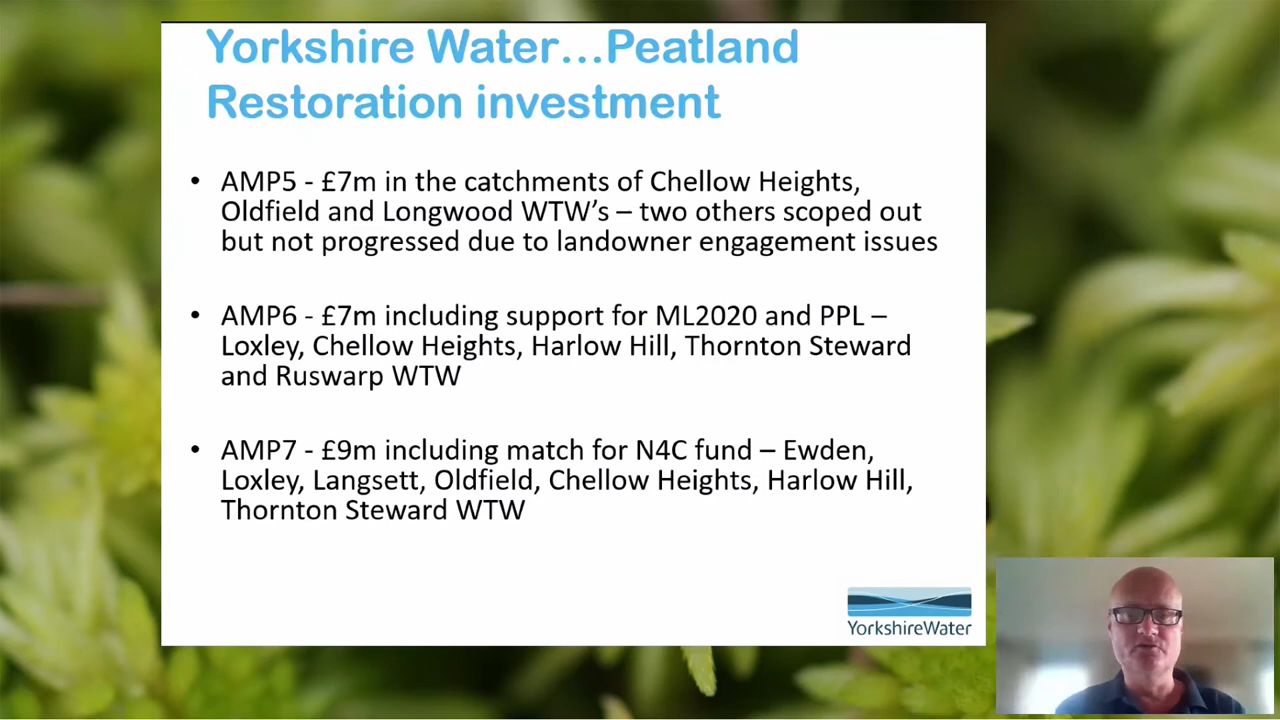 Yorkshire Water...Peatland
Restoration investment
• AMP5 - £7m in the catchments of Chellow Heights,
Oldfield and Longwood WTW's – two others scoped out
but not progressed due to landowner engagement issues
• AMP6 - £7m including support for ML2020 and PPL –
Loxley, Chellow Heights, Harlow Hill, Thornton Steward
and Ruswarp WTW
• AMP7 - £9m including match for N4C fund – Ewden,
Loxley, Langsett, Oldfield, Chellow Heights, Harlow Hill,
Thornton Steward WTW
YorkshireWater